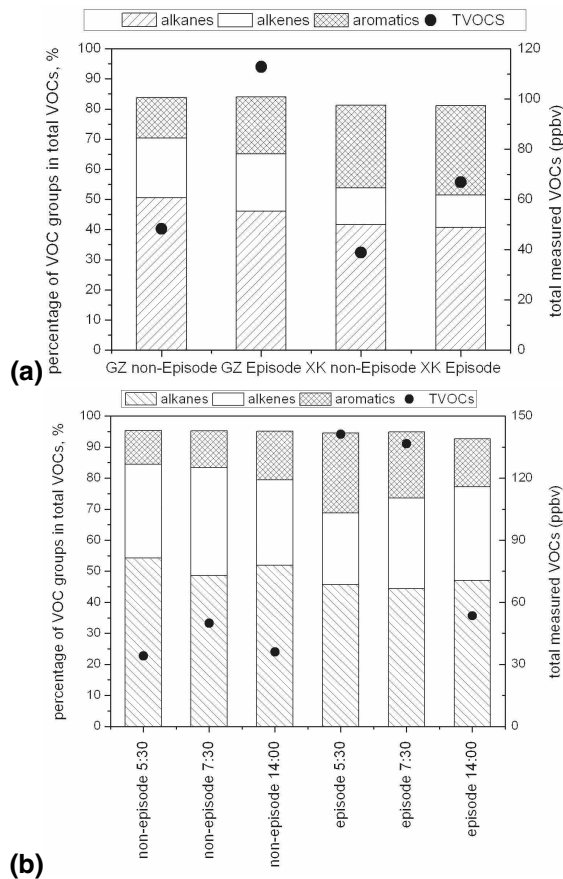 alkanes alkenes aromatics TVOCS
percentage of VOC groups in total VOCs, %
100
90
80
70
60
50
40
30
20
10
0
120
100
80
60
40
20
0
total measured VOCs (ppbv)
GZ non-Episode GZ Episode XK non-Episode XK Episode
(a)
alkanes alkenes aromatics TVOCs
percentage of VOC groups in total VOCs, %
100
90
80
70
60
50
40
30
20
10
0
150
120
90
60
30
0
total measured VOCs (ppbv)
non-episode 5:30
non-episode 7:30
non-episode 14:00
episode 5:30
episode 7:30
episode 14:00
(b)